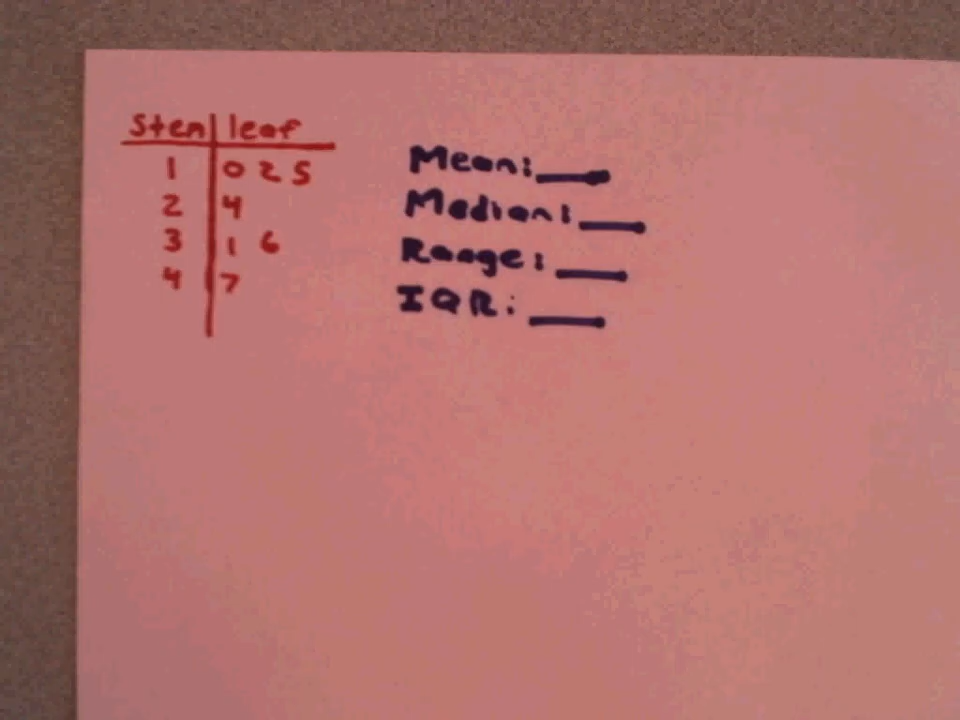 Stem leaf
1 0 2 5
2 4
3 1 6
4 7
Mean: ___
Median: ___
Range: ___
IQR: ___